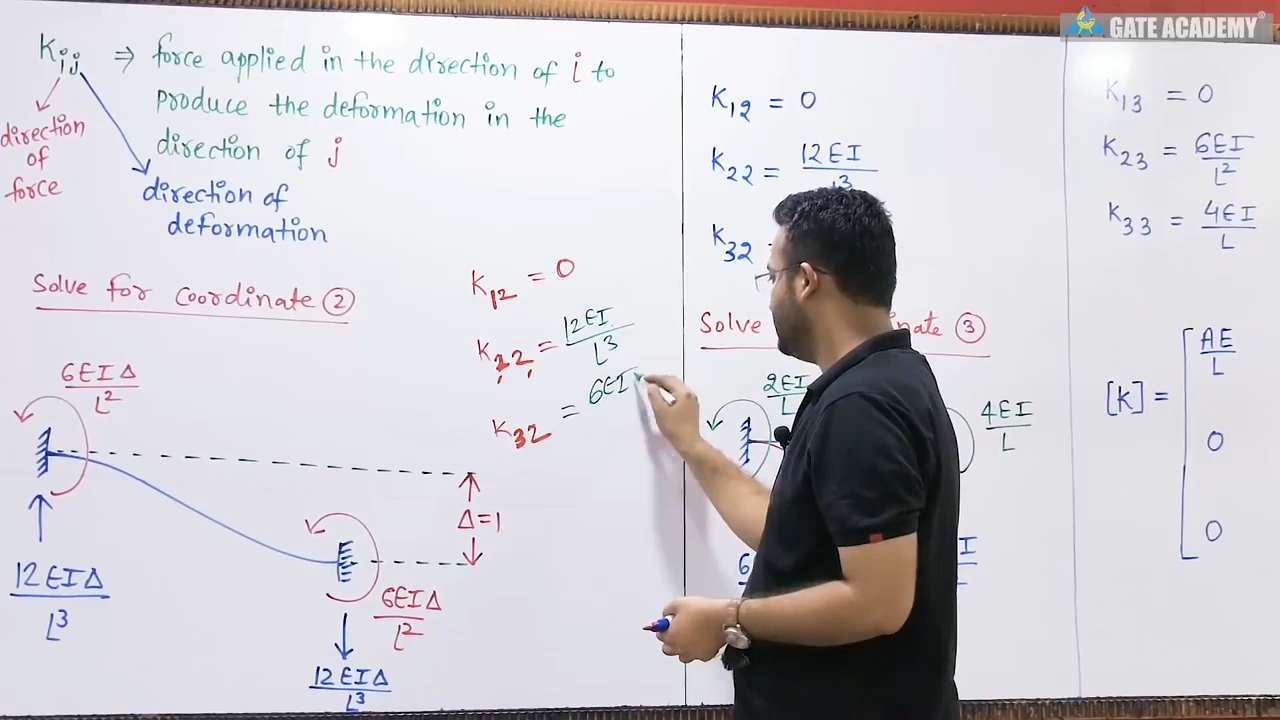 GATE ACADEMY
Kij ⇒ force applied in the direction of i to
produce the deformation in the
direction of j
direction
of
force
direction of
deformation
Solve for Coordinate ②
K12 = 0
K22 = 12EI/L³
K32 = 6EI
6EIΔ/L²
Δ=1
12EIΔ/L³
6EIΔ/L²
12EIΔ/L³
K12 = 0
K22 = 12EI/L³
K32
Solve
nate ③
2EI/L
4EI/L
6
I
K13 = 0
K23 = 6EI/L²
K33 = 4EI/L
[K] =
AE/L
0
0